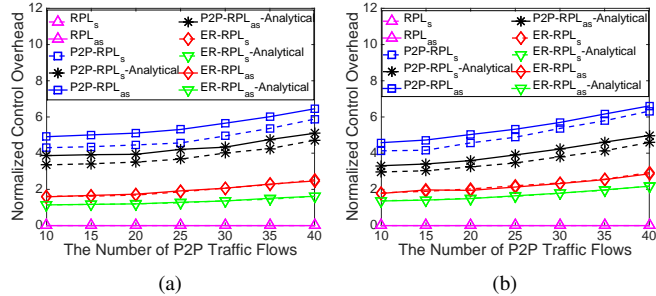 Normalized Control Overhead
12
10
8
6
4
2
0
RPL_s
RPL_as
P2P-RPL_s
P2P-RPL_s-Analytical
P2P-RPL_as
P2P-RPL_as-Analytical
ER-RPL_s
ER-RPL_s-Analytical
ER-RPL_as
ER-RPL_as-Analytical
10 15 20 25 30 35 40
The Number of P2P Traffic Flows
(a)
Normalized Control Overhead
12
10
8
6
4
2
0
RPL_s
RPL_as
P2P-RPL_s
P2P-RPL_s-Analytical
P2P-RPL_as
P2P-RPL_as-Analytical
ER-RPL_s
ER-RPL_s-Analytical
ER-RPL_as
ER-RPL_as-Analytical
10 15 20 25 30 35 40
The Number of P2P Traffic Flows
(b)